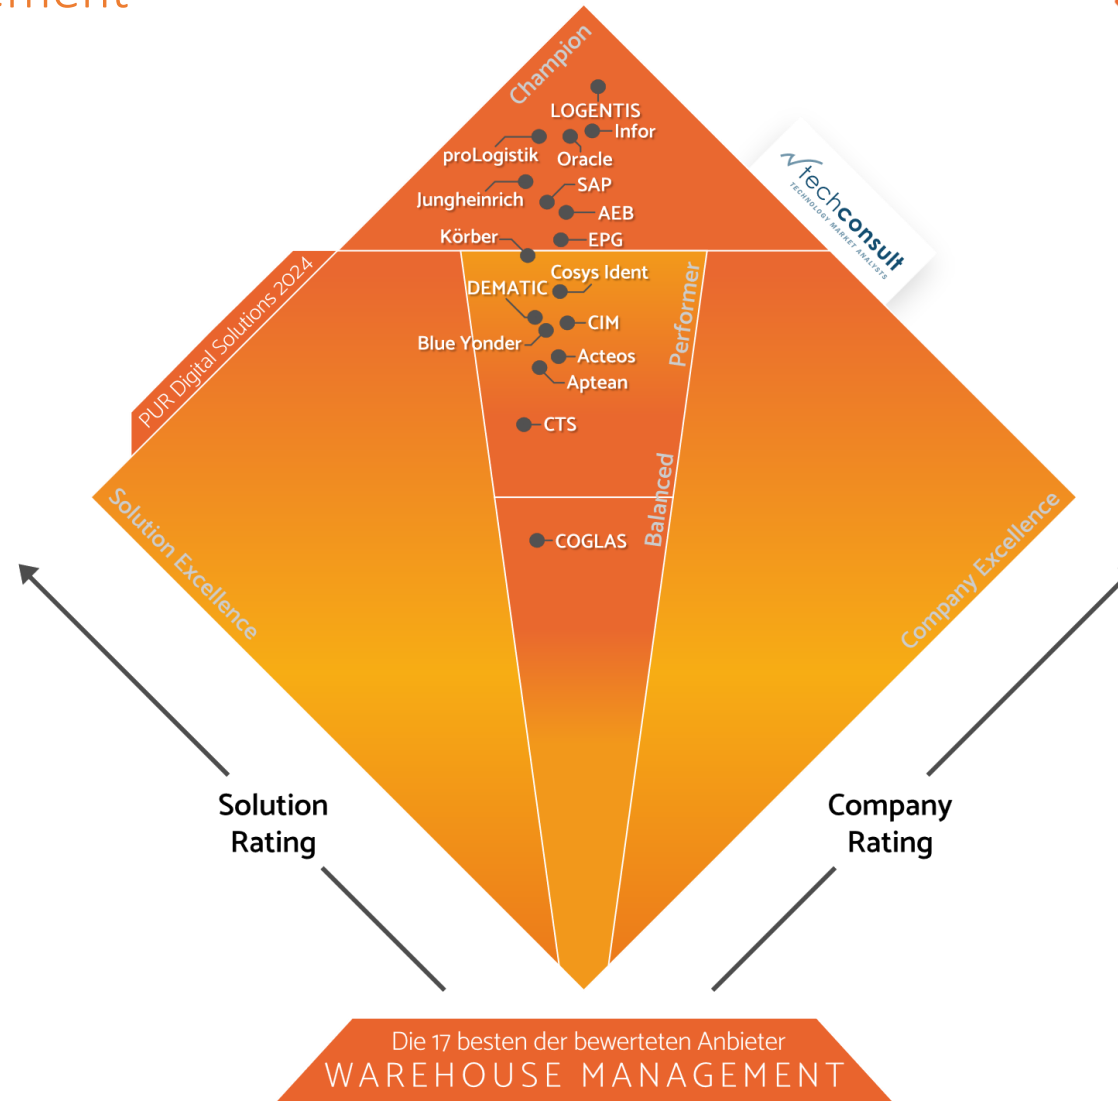 Champion
LOGENTIS
Infor
proLogistik
Oracle
SAP
Jungheinrich
AEB
Körber
EPG
Cosys Ident
DEMATIC
CIM
Blue Yonder
Acteos
Aptean
CTS
COGLAS
Performer
Balanced
PUR Digital Solutions 2024
techconsult
TECHNOLOGY MARKET ANALYSTS
Solution Excellence
Company Excellence
Solution
Rating
Company
Rating
Die 17 besten der bewerteten Anbieter
WAREHOUSE MANAGEMENT